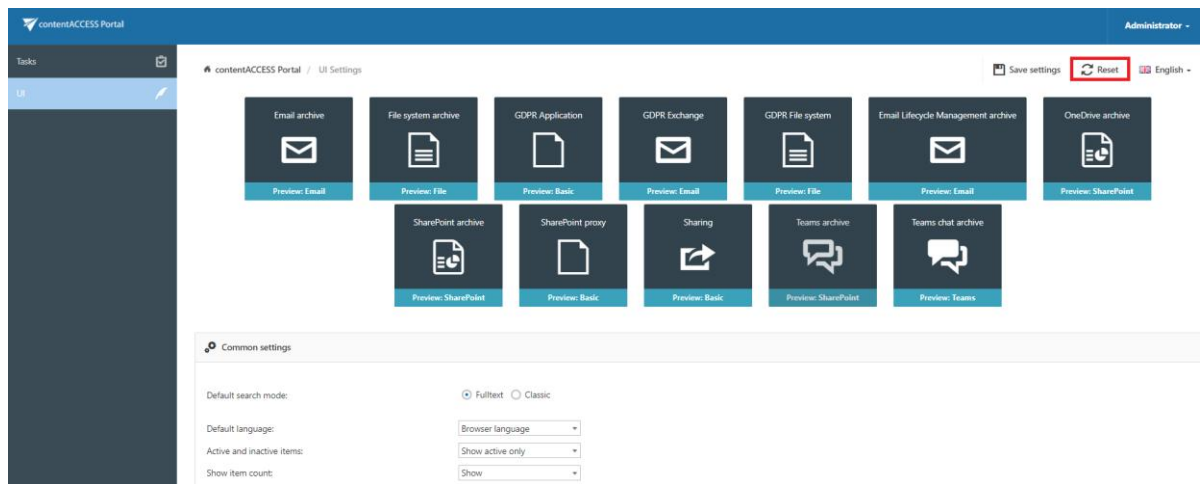 contentACCESS Portal
Administrator
Tasks
UI
contentACCESS Portal / UI Settings
Save settings
Reset
English
Email archive
Preview: Email
File system archive
Preview: File
GDPR Application
Preview: Basic
GDPR Exchange
Preview: Email
GDPR File system
Preview: File
Email Lifecycle Management archive
Preview: Email
OneDrive archive
Preview: SharePoint
SharePoint archive
Preview: SharePoint
SharePoint proxy
Preview: Basic
Sharing
Preview: Basic
Teams archive
Preview: SharePoint
Teams chat archive
Preview: Teams
Common settings
Default search mode: Fulltext Classic
Default language: Browser language
Active and inactive items: Show active only
Show item count: Show